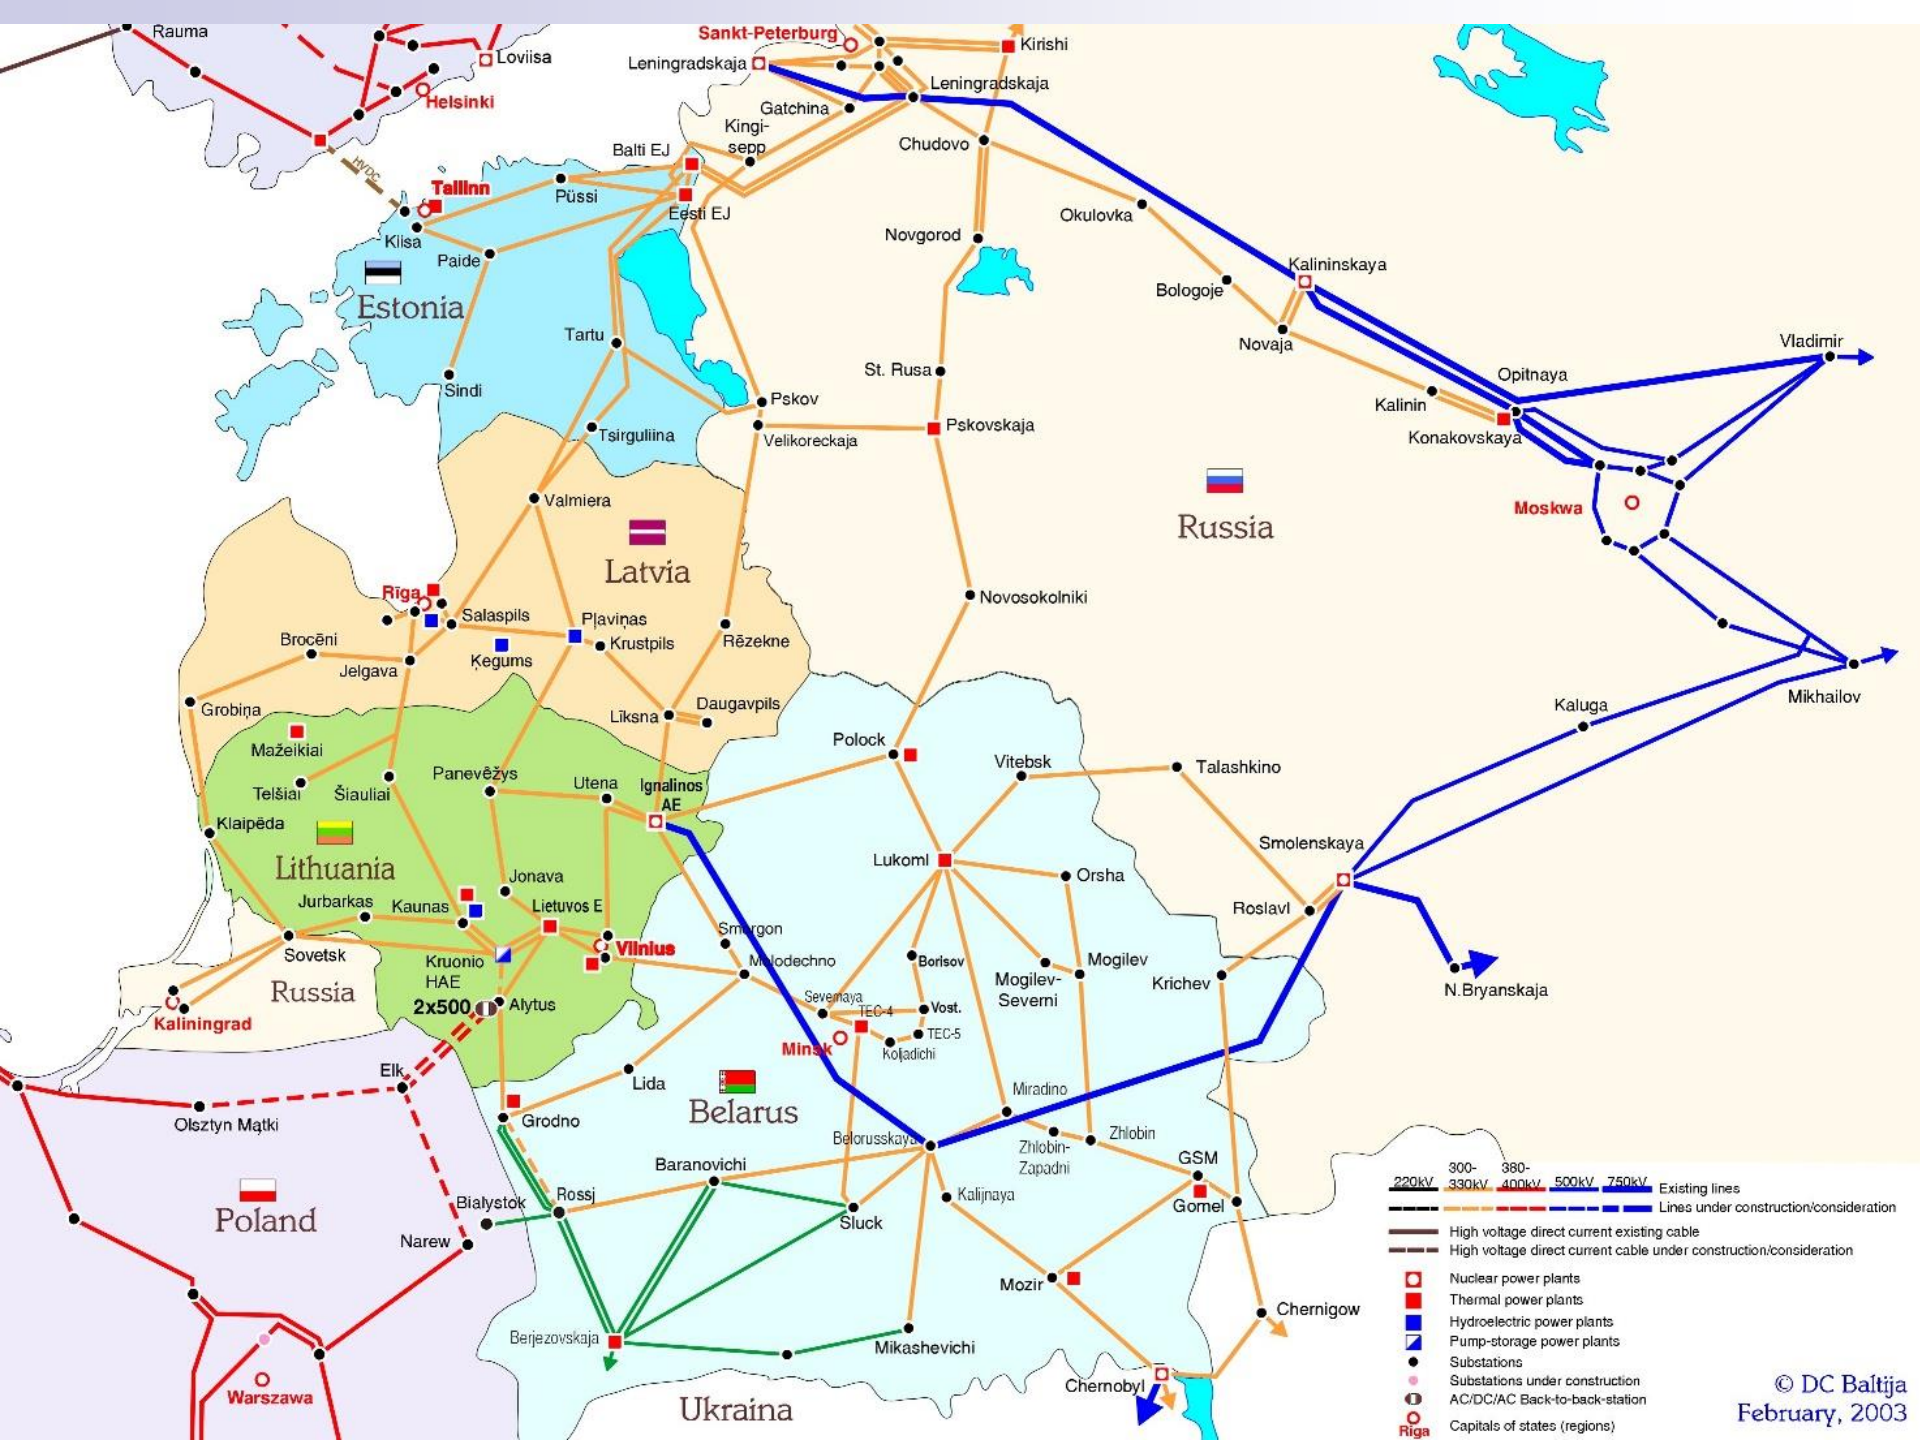 Rauma
Loviisa
Helsinki
Sankt-Peterburg
Leningradskaja
Kirishi
Leningradskaja
Gatchina
Kingi-
sepp
Chudovo
Balti EJ
HVDC
Tallinn
Püssi
Eesti EJ
Kiisa
Paide
Okulovka
Novgorod
Estonia
Kalininskaya
Bologoje
Tartu
Novaja
Vladimir
St. Rusa
Opitnaya
Sindi
Pskov
Kalinin
Tsirguliina
Velikoreckaja
Pskovskaja
Konakovskaya
Valmiera
Moskwa
Russia
Latvia
Rīga
Salaspils
Pļaviņas
Novosokolniki
Brocēni
Jelgava
Ķegums
Krustpils
Rēzekne
Grobiņa
Līksna
Daugavpils
Kaluga
Mikhailov
Mažeikiai
Polock
Vitebsk
Talashkino
Telšiai
Šiauliai
Panevêžys
Utena
Ignalinos
AE
Klaipēda
Lithuania
Smolenskaya
Lukoml
Orsha
Jonava
Jurbarkas
Kaunas
Lietuvos E
Roslavl
Smorgon
Vilnius
Sovetsk
Kruonio
HAE
Molodechno
Borisov
Mogilev-
Severni
Mogilev
Krichev
N.Bryanskaja
Russia
2x500
Alytus
Severnaya
TEC-4
Vost.
TEC-5
Koljadichi
Kaliningrad
Minsk
Elk
Lida
Belarus
Miradino
Olsztyn Mątki
Grodno
Belorusskaya
Zhlobin-
Zapadni
Zhlobin
Baranovichi
GSM
Gomel
Poland
Bialystok
Rossj
Kalijnaya
Sluck
Narew
Mozir
Chernigow
Berjezovskaja
Mikashevichi
Warszawa
Ukraina
Chernobyl
220kV
300-
330kV
380-
400kV
500kV
750kV
Existing lines
Lines under construction/consideration
High voltage direct current existing cable
High voltage direct current cable under construction/consideration
Nuclear power plants
Thermal power plants
Hydroelectric power plants
Pump-storage power plants
Substations
Substations under construction
AC/DC/AC Back-to-back-station
Rīga
Capitals of states (regions)
© DC Baltija
February, 2003